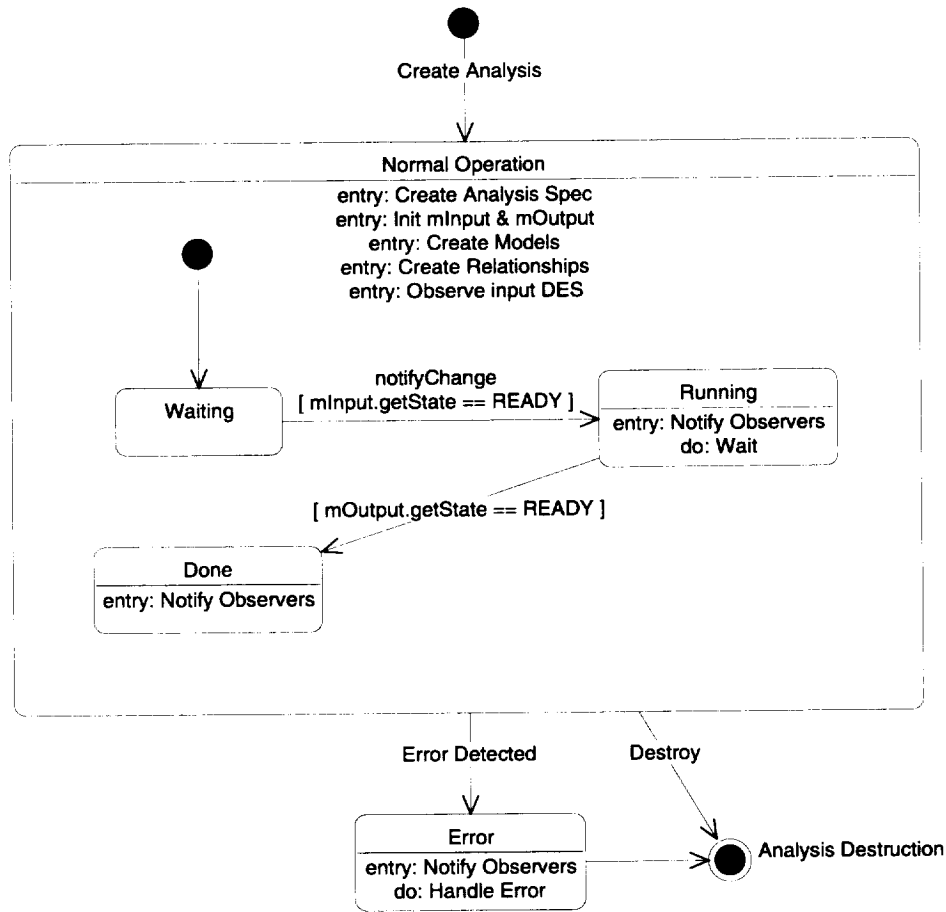 Create Analysis
Normal Operation
entry: Create Analysis Spec
entry: Init mInput & mOutput
entry: Create Models
entry: Create Relationships
entry: Observe input DES
notifyChange
[ mInput.getState == READY ]
Waiting
Running
entry: Notify Observers
do: Wait
[ mOutput.getState == READY ]
Done
entry: Notify Observers
Error Detected
Destroy
Error
entry: Notify Observers
do: Handle Error
Analysis Destruction